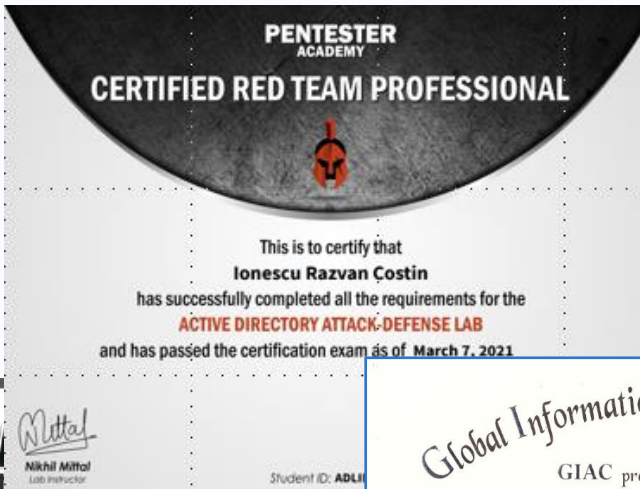 PENTESTER
ACADEMY
CERTIFIED RED TEAM PROFESSIONAL
This is to certify that
Ionescu Razvan Costin
has successfully completed all the requirements for the
ACTIVE DIRECTORY ATTACK-DEFENSE LAB
and has passed the certification exam as of March 7, 2021
Nikhil Mittal
Lab Instructor
Student ID:
Global
GIAC